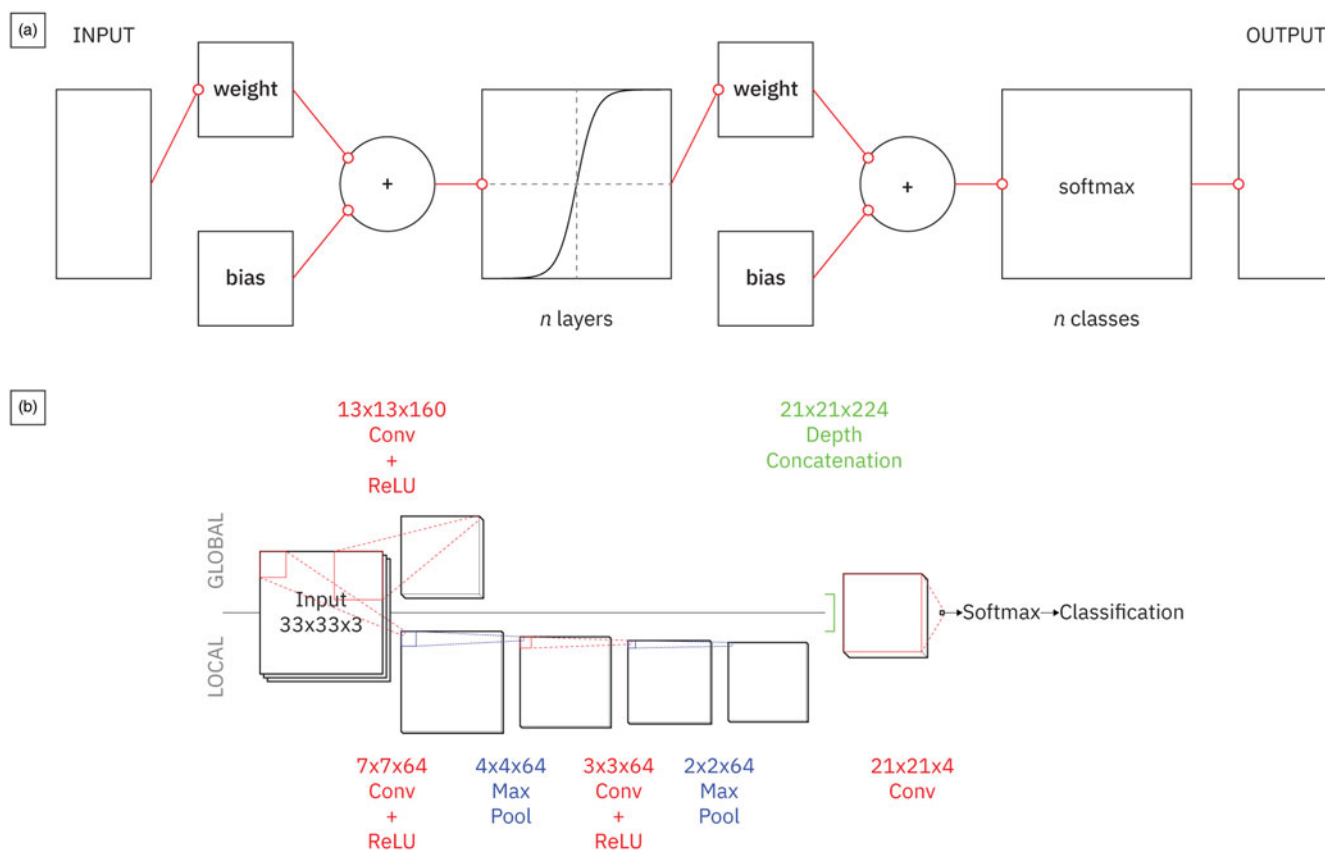 (a)
INPUT
OUTPUT
weight
bias
+
n layers
weight
bias
+
softmax
n classes
(b)
13x13x160
Conv
+
ReLU
21x21x224
Depth
Concatenation
GLOBAL
LOCAL
Input
33x33x3
Softmax
Classification
7x7x64
Conv
+
ReLU
4x4x64
Max
Pool
3x3x64
Conv
+
ReLU
2x2x64
Max
Pool
21x21x4
Conv